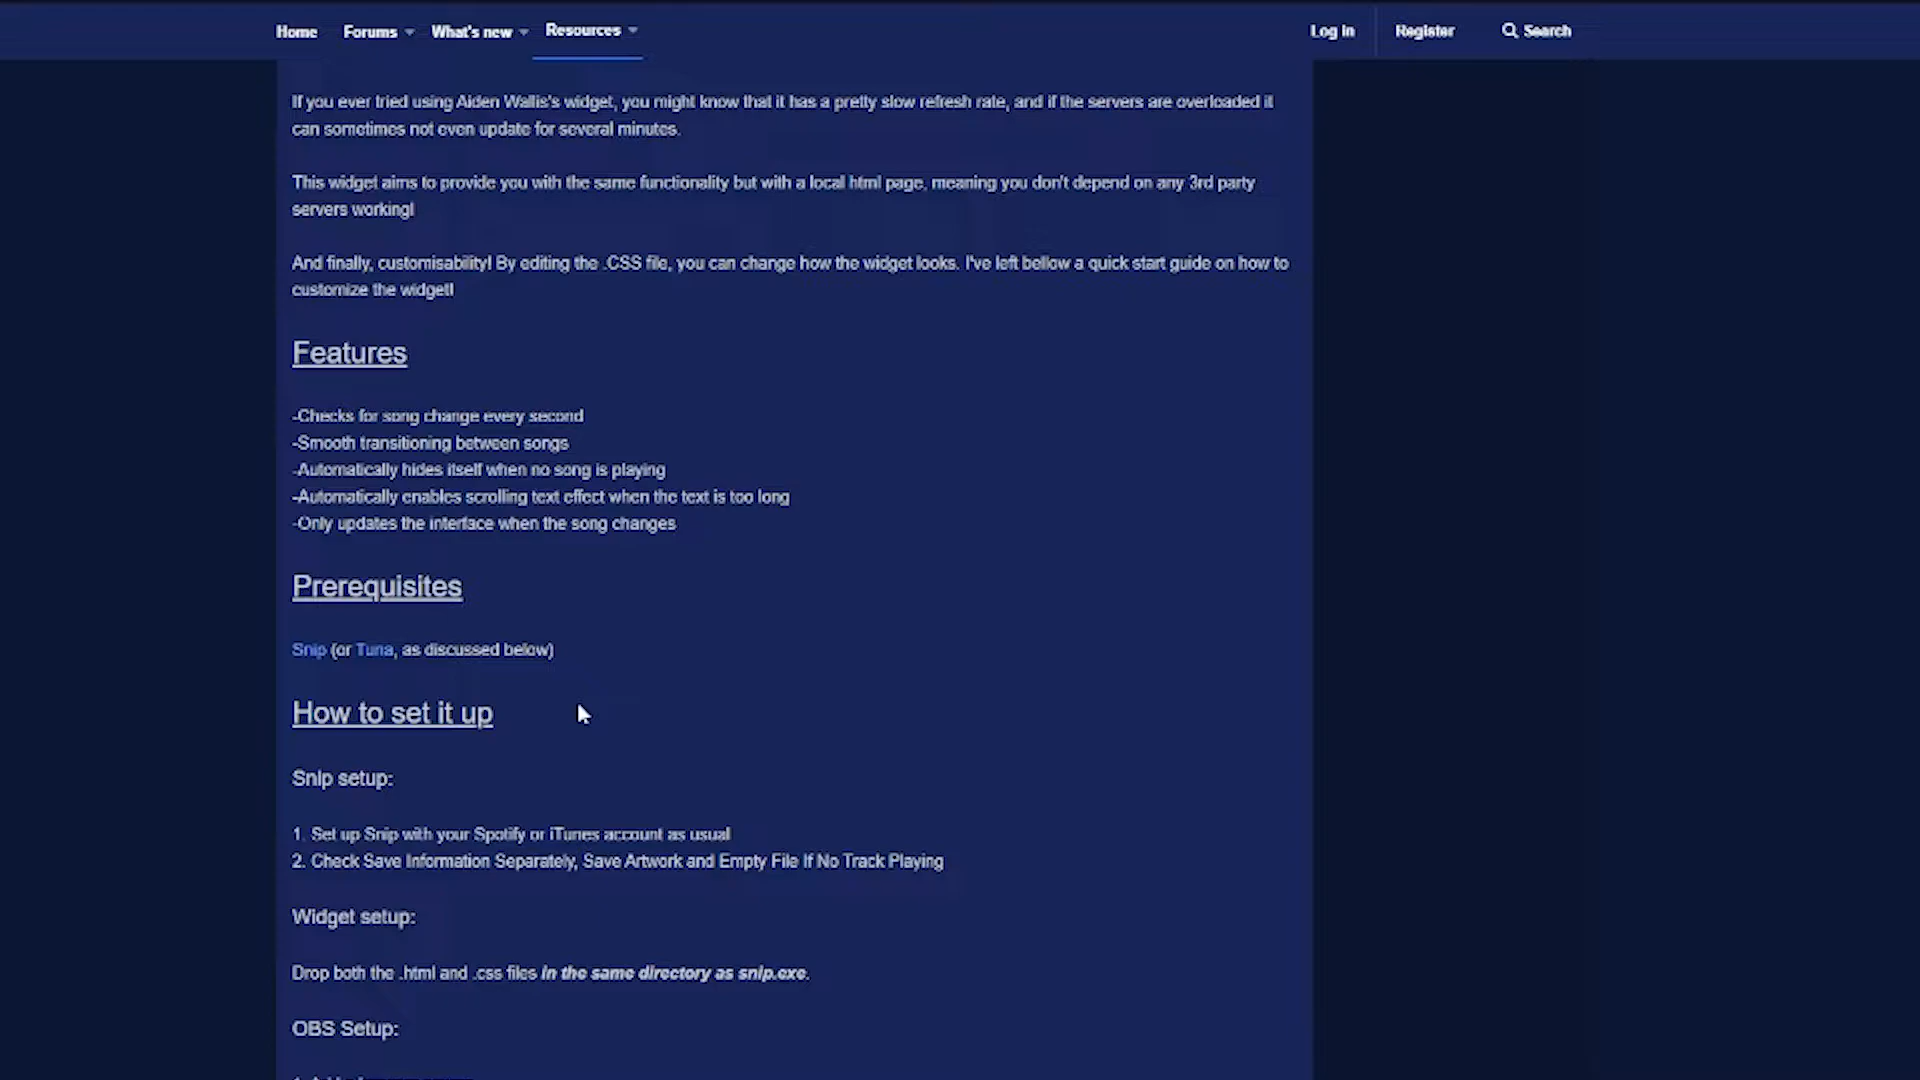 Home Forums What's new Resources Log in Register Search
If you ever tried using Aiden Wallis's widget, you might know that it has a pretty slow refresh rate, and if the servers are overloaded it
can sometimes not even update for several minutes.
This widget aims to provide you with the same functionality but with a local html page, meaning you don't depend on any 3rd party
servers working!
And finally, customisability! By editing the .CSS file, you can change how the widget looks. I've left bellow a quick start guide on how to
customize the widget!
Features
-Checks for song change every second
-Smooth transitioning between songs
-Automatically hides itself when no song is playing
-Automatically enables scrolling text effect when the text is too long
-Only updates the interface when the song changes
Prerequisites
Snip (or Tuna, as discussed below)
How to set it up
Snip setup:
1. Set up Snip with your Spotify or iTunes account as usual
2. Check Save Information Separately, Save Artwork and Empty File If No Track Playing
Widget setup:
Drop both the .html and .css files in the same directory as snip.exe.
OBS Setup: